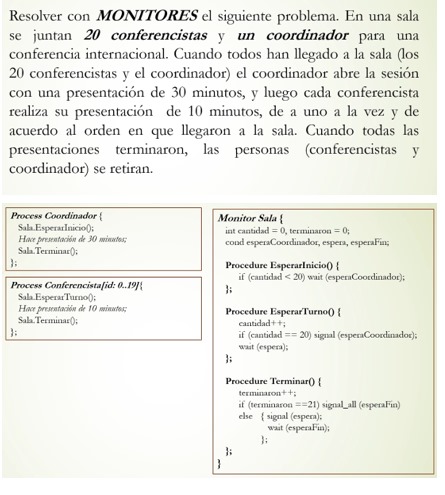 Resolver con MONITORES el siguiente problema. En una sala
se juntan 20 conferencistas y un coordinador para una
conferencia internacional. Cuando todos han llegado a la sala (los
20 conferencistas y el coordinador) el coordinador abre la sesión
con una presentación de 30 minutos, y luego cada conferencista
realiza su presentación de 10 minutos, de a uno a la vez y de
acuerdo al orden en que llegaron a la sala. Cuando todas las
presentaciones terminaron, las personas (conferencistas y
coordinador) se retiran.
Process Coordinador {
Sala.EsperarInicio();
Hace presentación de 30 minutos;
Sala.Terminar();
};
Process Conferencista[id: 0..19]{
Sala.EsperarTurno();
Hace presentación de 10 minutos;
Sala.Terminar();
};
Monitor Sala {
int cantidad = 0, terminaron = 0;
cond esperaCoordinador, espera, esperaFin;
Procedure EsperarInicio() {
if (cantidad < 20) wait (esperaCoordinador);
};
Procedure EsperarTurno() {
cantidad++;
if (cantidad == 20) signal (esperaCoordinador);
wait (espera);
};
Procedure Terminar() {
terminaron++;
if (terminaron ==21) signal_all (esperaFin)
else { signal (espera);
wait (esperaFin);
};
};
}